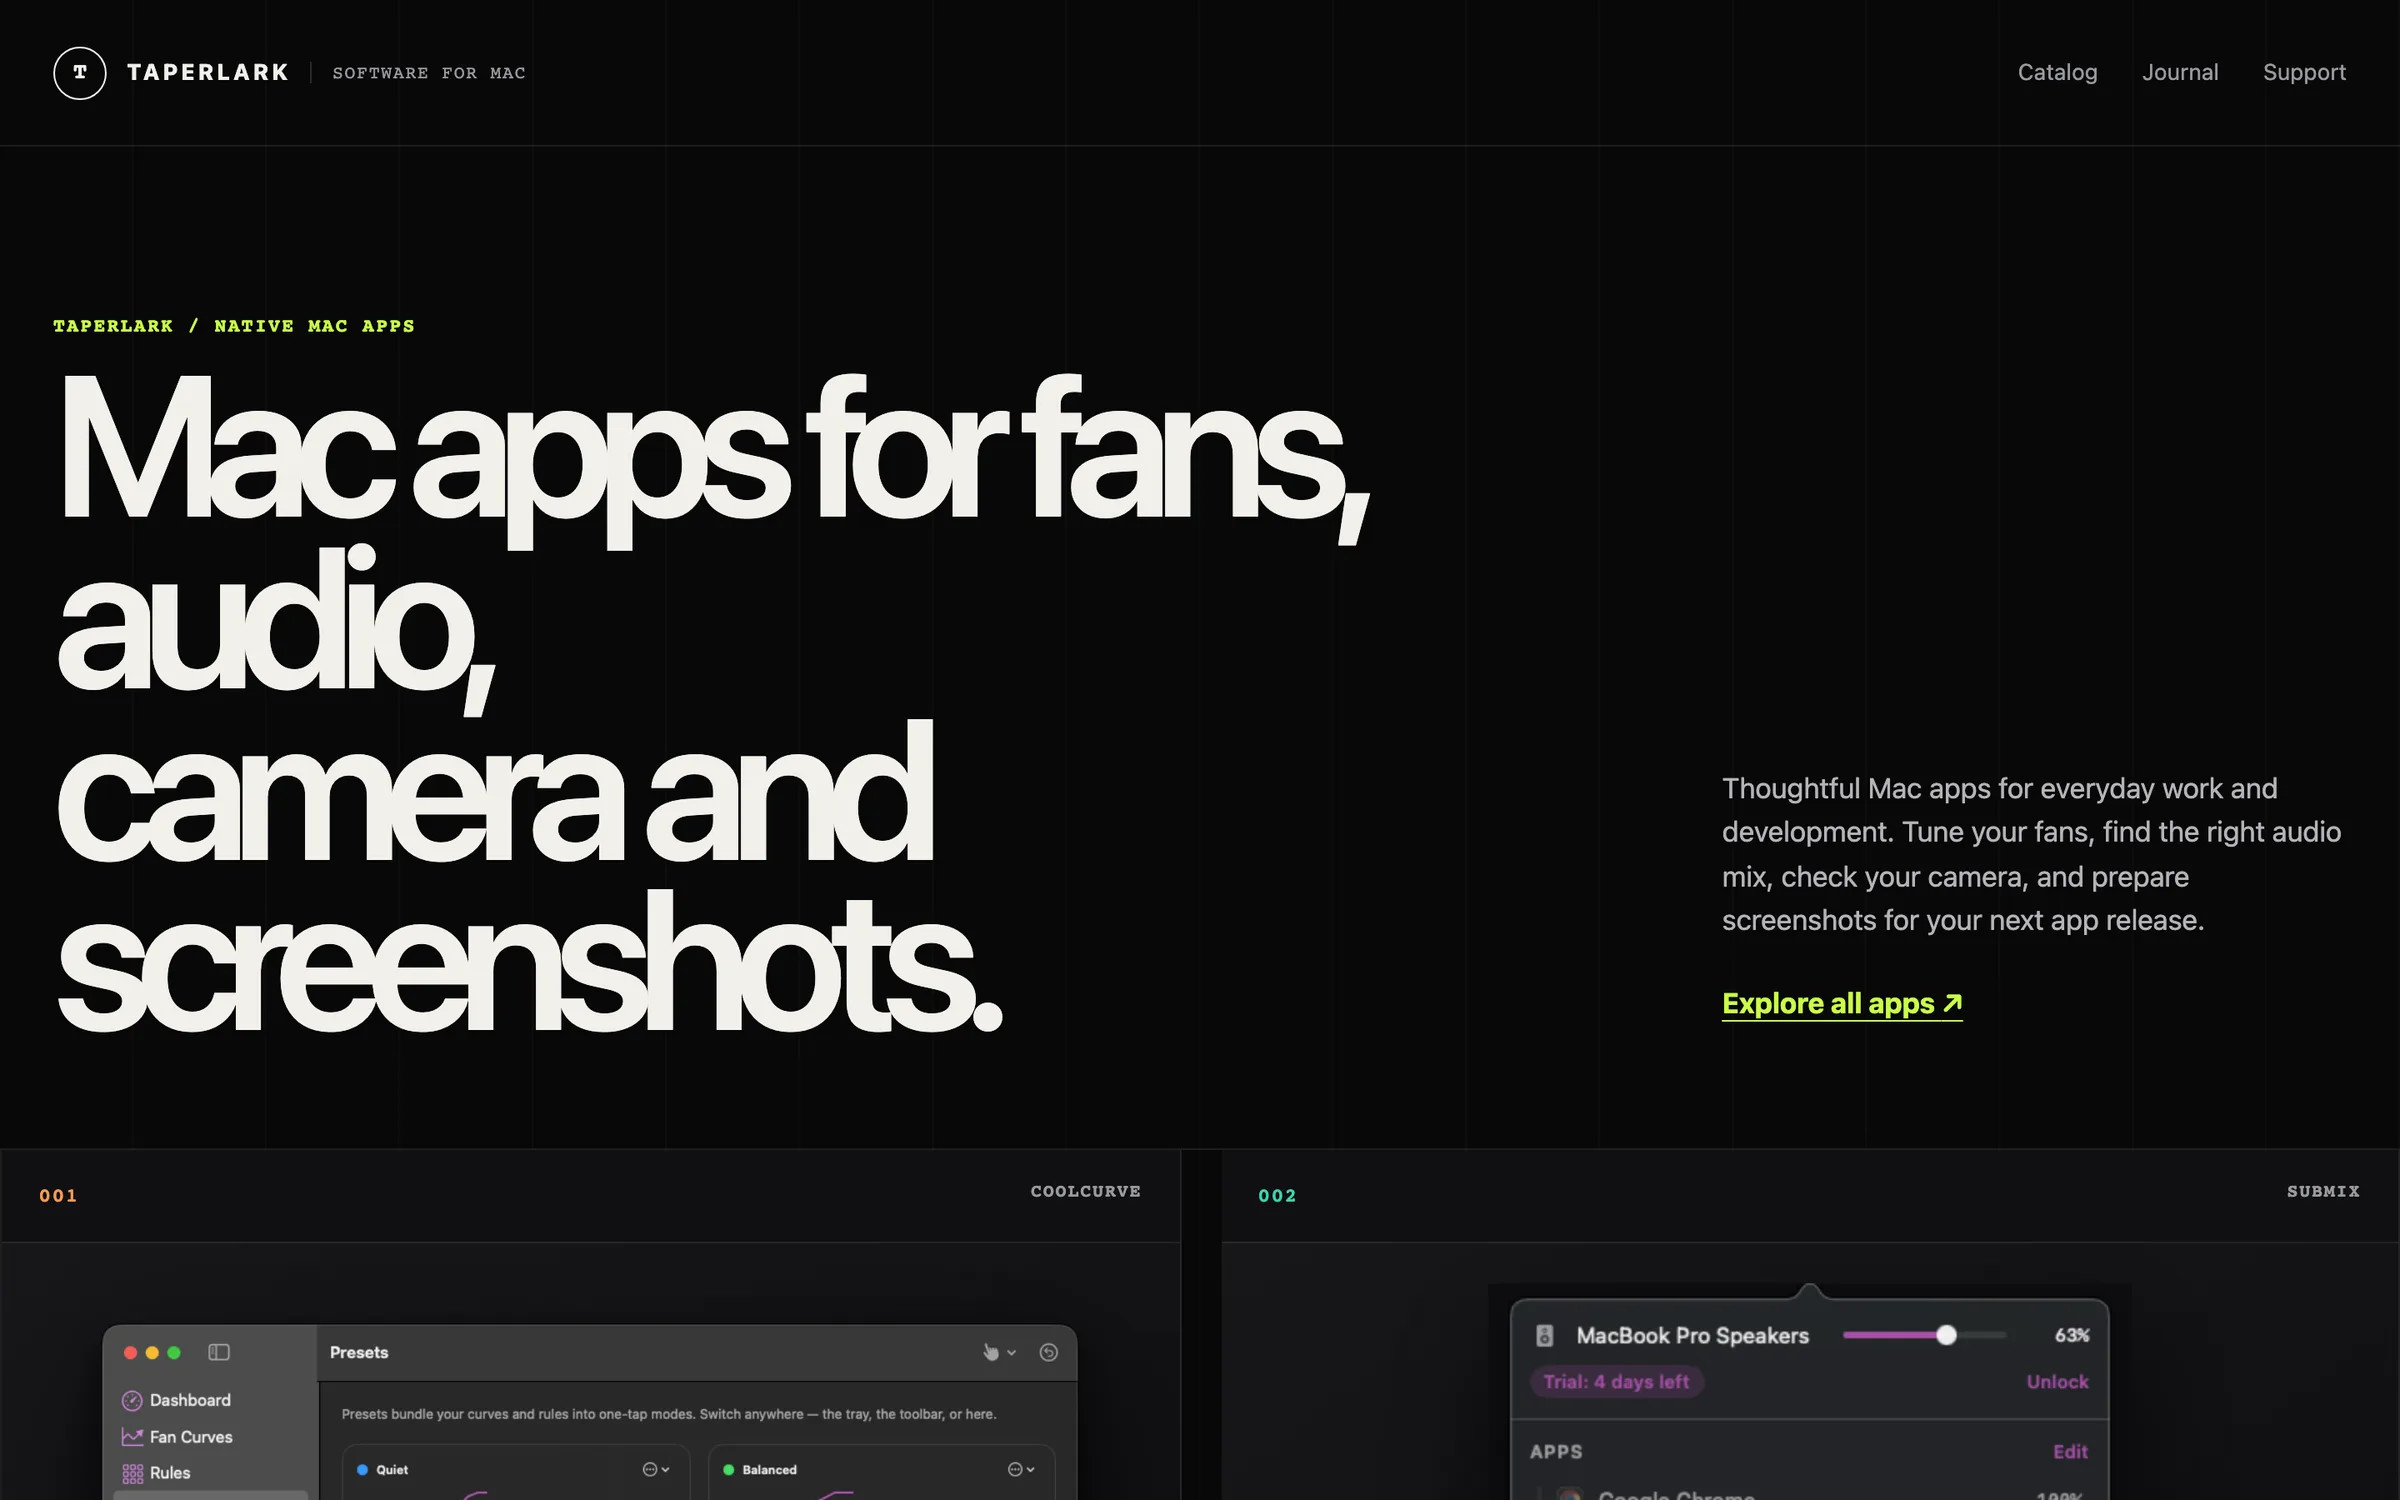 T TAPERLARK SOFTWARE FOR MAC
Catalog Journal Support
TAPERLARK / NATIVE MAC APPS
Mac apps for fans,
audio,
camera and
screenshots.
Thoughtful Mac apps for everyday work and
development. Tune your fans, find the right audio
mix, check your camera, and prepare
screenshots for your next app release.
Explore all apps ↗
001 COOLCURVE
Presets
Dashboard
Fan Curves
Rules
Presets bundle your curves and rules into one-tap modes. Switch anywhere — the tray, the toolbar, or here.
Quiet
Balanced
002 SUBMIX
MacBook Pro Speakers 63%
Trial: 4 days left Unlock
APPS Edit
Google Chrome 100%